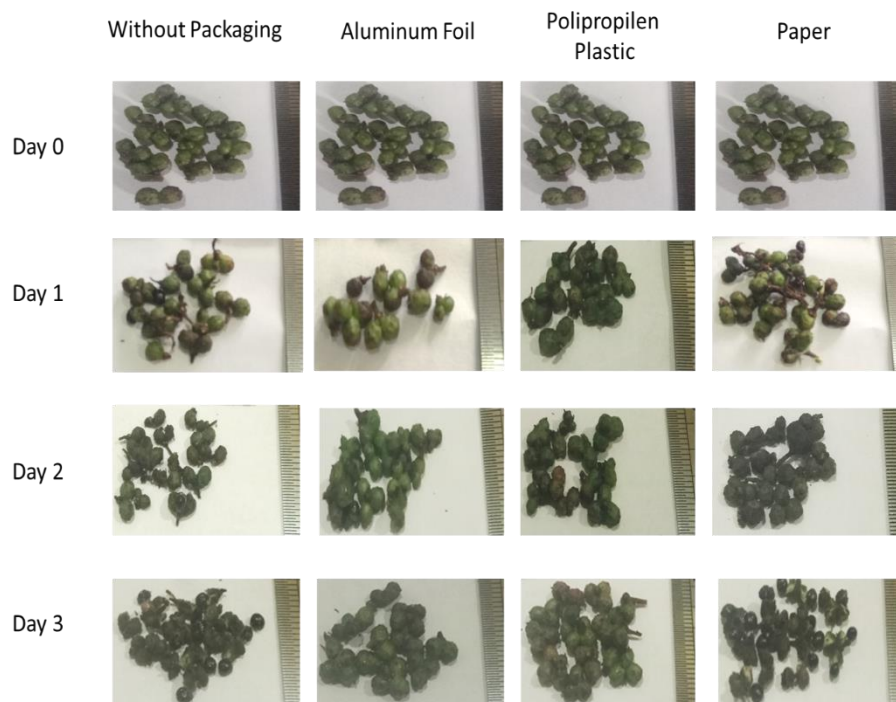 Without Packaging
Aluminum Foil
Polipropilen
Plastic
Paper
Day 0
Day 1
Day 2
Day 3